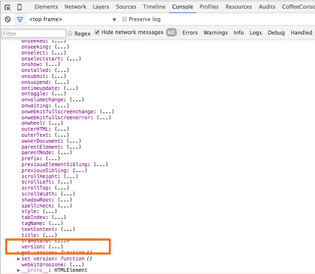 Elements Network Sources Timeline Console Profiles Resources Audits CoffeeConso
<top frame> Preserve log
Filter Regex Hide network messages All Errors Warnings Info Logs Debug Handled
onseeked: (...)
onseeking: (...)
onselect: (...)
onselectstart: (...)
onshow: (...)
onstalled: (...)
onsubmit: (...)
onsuspend: (...)
ontimeupdate: (...)
ontoggle: (...)
onvolumechange: (...)
onwaiting: (...)
onwebkitfullscreenchange: (...)
onwebkitfullscreenerror: (...)
onwheel: (...)
outerHTML: (...)
outerText: (...)
ownerDocument: (...)
parentElement: (...)
parentNode: (...)
prefix: (...)
previousElementSibling: (...)
previousSibling: (...)
scrollHeight: (...)
scrollLeft: (...)
scrollTop: (...)
scrollWidth: (...)
shadowRoot: (...)
spellcheck: (...)
style: (...)
tabIndex: (...)
tagName: (...)
textContent: (...)
title: (...)
translate: (...)
version: (...)
get version: function ()
set version: function ()
webkitdropzone: (...)
__proto__: HTMLElement